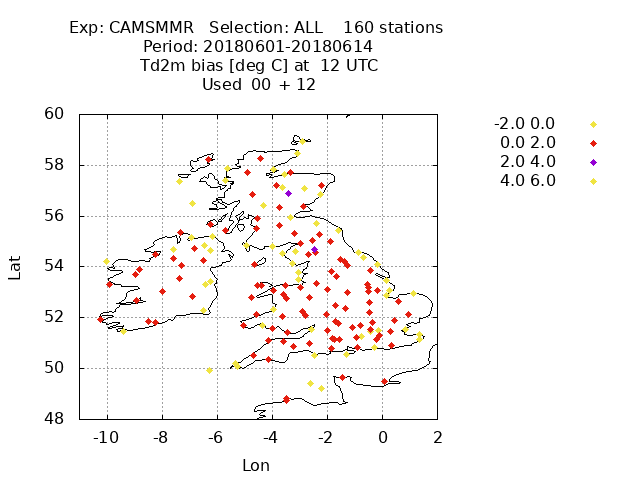 Exp: CAMSMMR Selection: ALL 160 stations
Period: 20180601-20180614
Td2m bias [deg C] at 12 UTC
Used 00 + 12
-2.0 0.0
0.0 2.0
2.0 4.0
4.0 6.0
60
58
56
54
52
50
48
Lat
-10 -8 -6 -4 -2 0 2
Lon